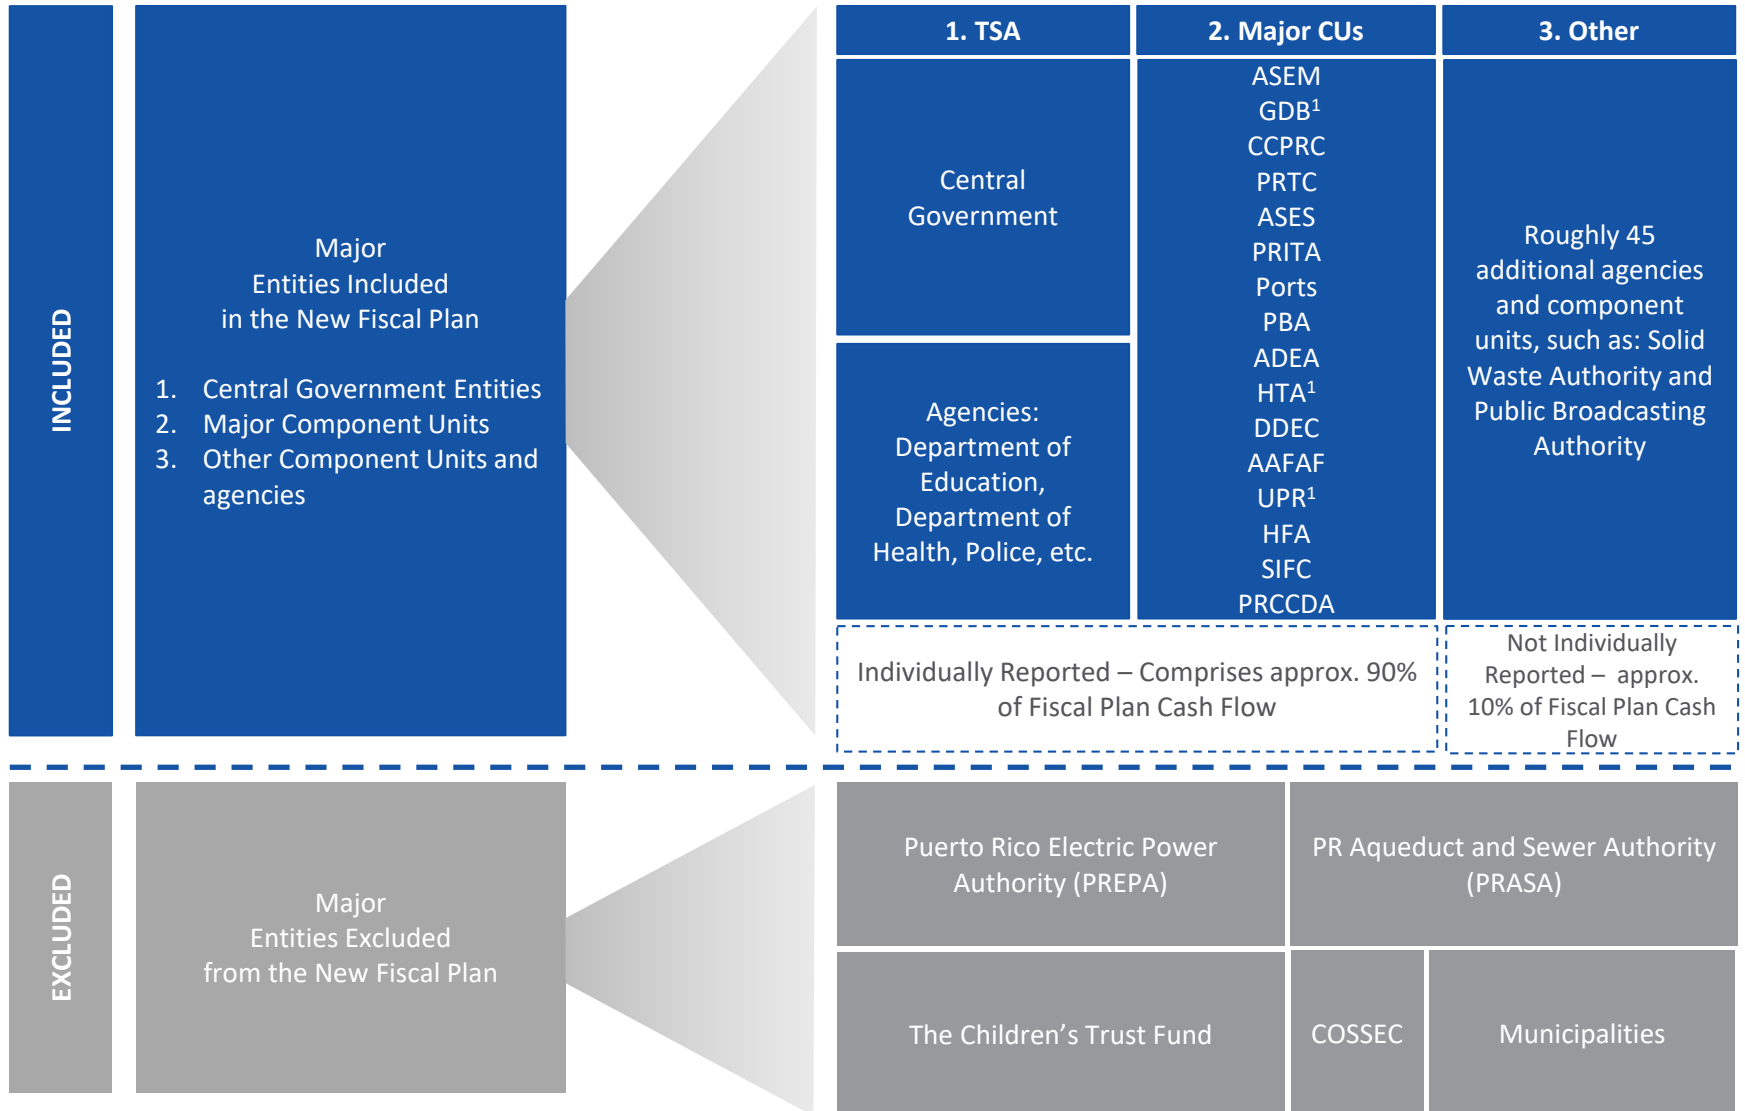 INCLUDED
Major
Entities Included
in the New Fiscal Plan
1. Central Government Entities
2. Major Component Units
3. Other Component Units and
agencies
1. TSA
Central
Government
Agencies:
Department of
Education,
Department of
Health, Police, etc.
2. Major CUs
ASEM
GDB¹
CCPRC
PRTC
ASES
PRITA
Ports
PBA
ADEA
HTA¹
DDEC
AAFAF
UPR¹
HFA
SIFC
PRCCDA
3. Other
Roughly 45
additional agencies
and component
units, such as: Solid
Waste Authority and
Public Broadcasting
Authority
Individually Reported – Comprises approx. 90%
of Fiscal Plan Cash Flow
Not Individually
Reported – approx.
10% of Fiscal Plan Cash
Flow
EXCLUDED
Major
Entities Excluded
from the New Fiscal Plan
Puerto Rico Electric Power
Authority (PREPA)
PR Aqueduct and Sewer Authority
(PRASA)
The Children’s Trust Fund
COSSEC
Municipalities